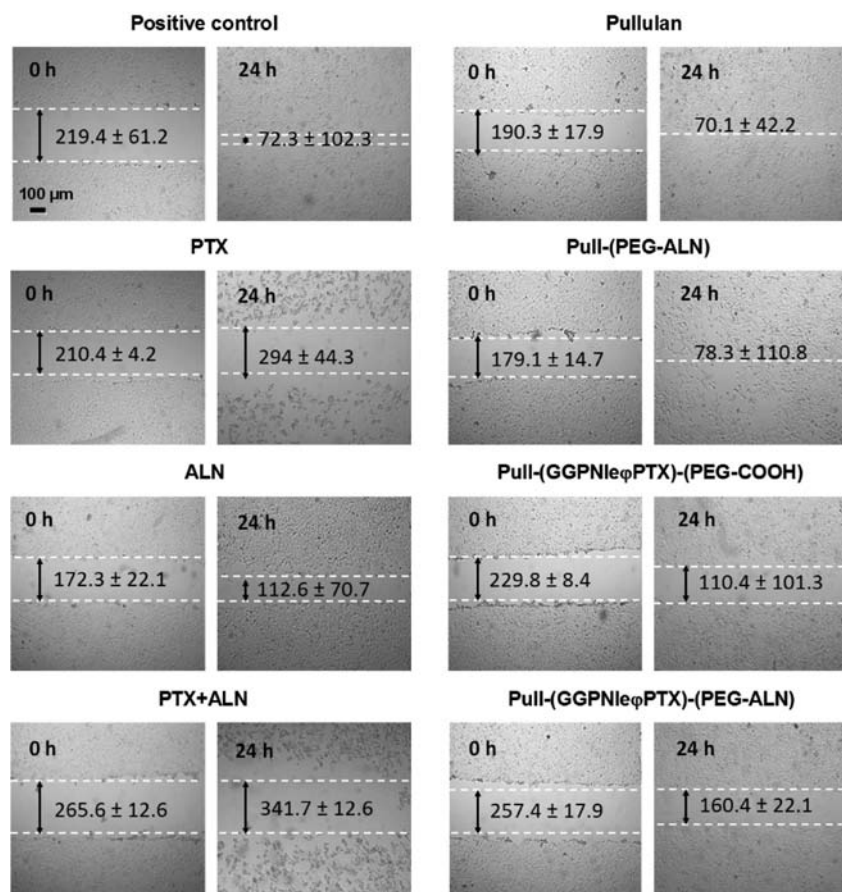 Positive control
0 h
219.4 ± 61.2
100 µm
24 h
72.3 ± 102.3
Pullulan
0 h
190.3 ± 17.9
24 h
70.1 ± 42.2
PTX
0 h
210.4 ± 4.2
24 h
294 ± 44.3
Pull-(PEG-ALN)
0 h
179.1 ± 14.7
24 h
78.3 ± 110.8
ALN
0 h
172.3 ± 22.1
24 h
112.6 ± 70.7
Pull-(GGPNleφPTX)-(PEG-COOH)
0 h
229.8 ± 8.4
24 h
110.4 ± 101.3
PTX+ALN
0 h
265.6 ± 12.6
24 h
341.7 ± 12.6
Pull-(GGPNleφPTX)-(PEG-ALN)
0 h
257.4 ± 17.9
24 h
160.4 ± 22.1